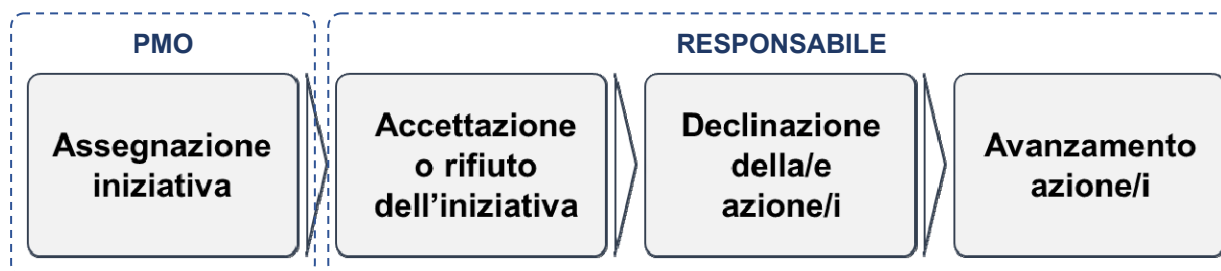 PMO
RESPONSABILE
Assegnazione
iniziativa
Accettazione
o rifiuto
dell’iniziativa
Declinazione
della/e
azione/i
Avanzamento
azione/i